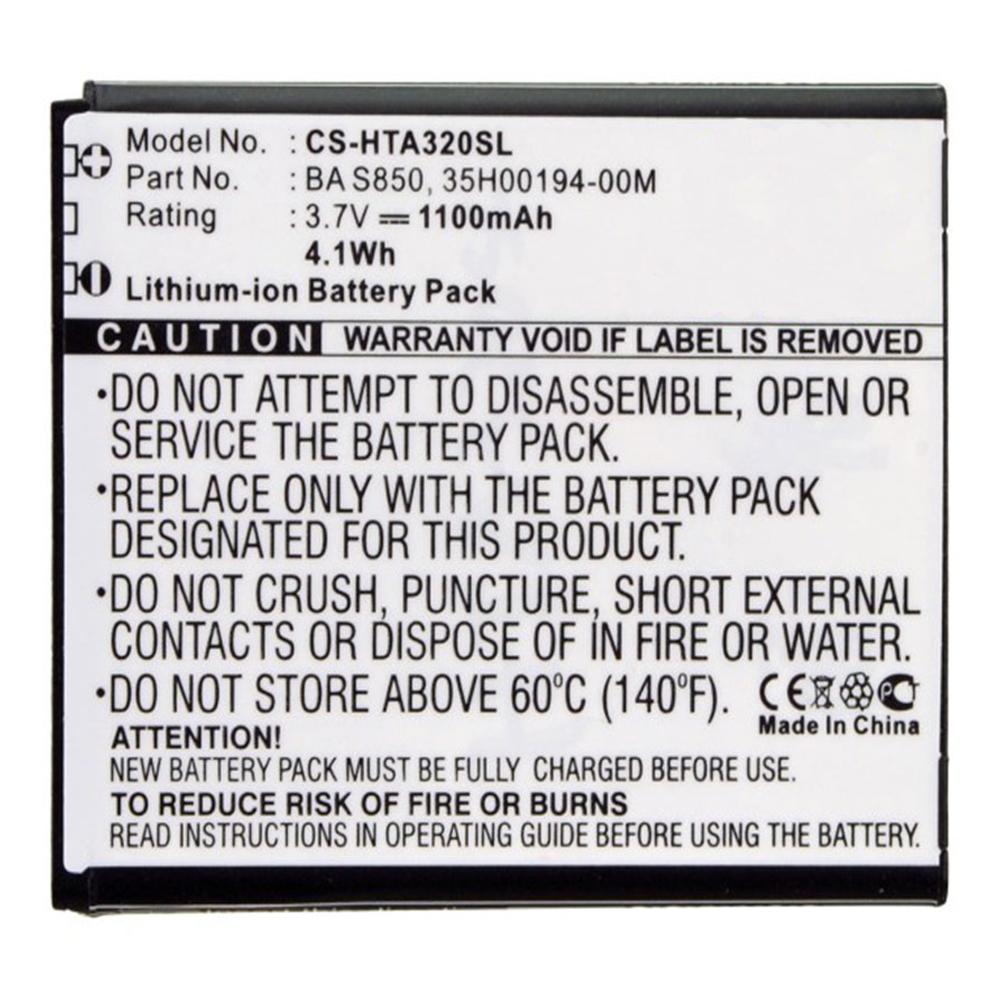 Model No. : CS-HTA320SL
Part No. : BA S850, 35H00194-00M
Rating : 3.7V ⎓ 1100mAh
4.1Wh
Lithium-ion Battery Pack
CAUTION WARRANTY VOID IF LABEL IS REMOVED
•DO NOT ATTEMPT TO DISASSEMBLE, OPEN OR
SERVICE THE BATTERY PACK.
•REPLACE ONLY WITH THE BATTERY PACK
DESIGNATED FOR THIS PRODUCT.
•DO NOT CRUSH, PUNCTURE, SHORT EXTERNAL
CONTACTS OR DISPOSE OF IN FIRE OR WATER.
•DO NOT STORE ABOVE 60°C (140°F). CE PCT
Made In China
ATTENTION!
NEW BATTERY PACK MUST BE FULLY CHARGED BEFORE USE.
TO REDUCE RISK OF FIRE OR BURNS
READ INSTRUCTIONS IN OPERATING GUIDE BEFORE USING THE BATTERY.